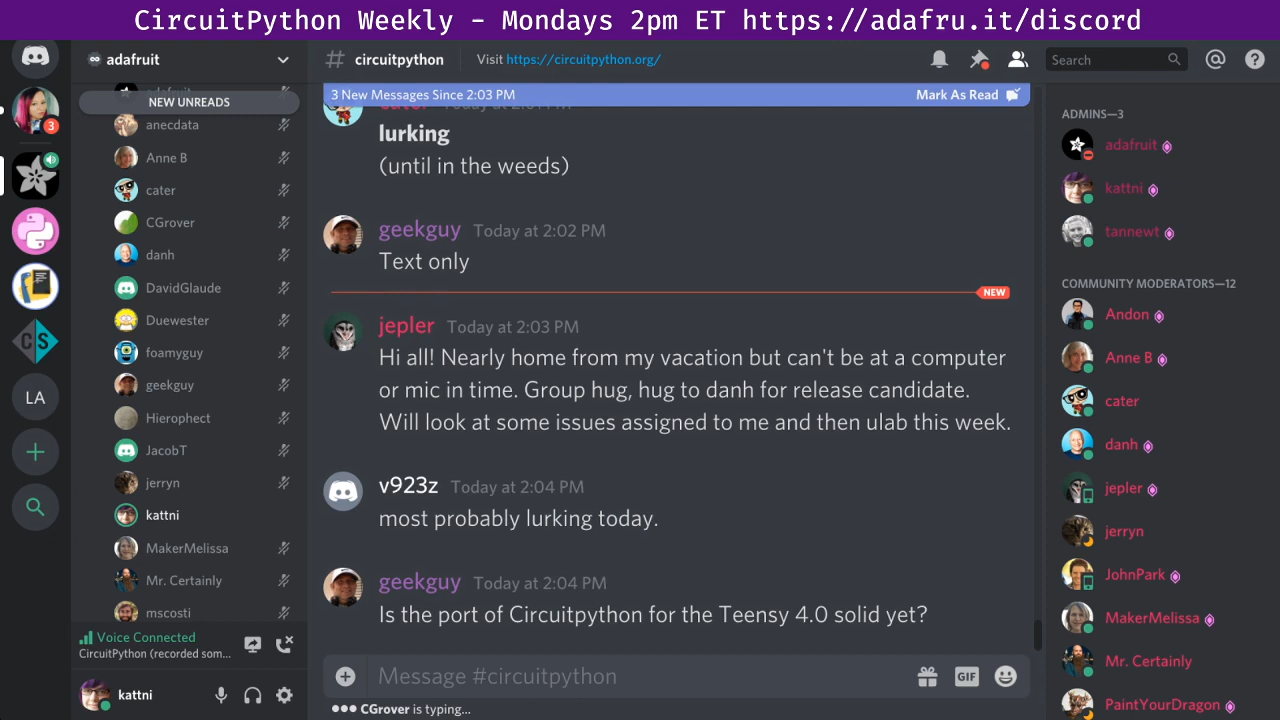 CircuitPython Weekly - Mondays 2pm ET https://adafru.it/discord
adafruit
# circuitpython
Visit https://circuitpython.org/
Search
NEW UNREADS
anecdata
Anne B
cater
CGrover
danh
DavidGlaude
Duewester
foamyguy
geekguy
Hierophect
JacobT
jerryn
kattni
MakerMelissa
Mr. Certainly
mscosti
3
LA
Voice Connected
CircuitPython (recorded som...
kattni
3 New Messages Since 2:03 PM
Mark As Read
lurking
(until in the weeds)
geekguy Today at 2:02 PM
Text only
NEW
jepler Today at 2:03 PM
Hi all! Nearly home from my vacation but can't be at a computer
or mic in time. Group hug, hug to danh for release candidate.
Will look at some issues assigned to me and then ulab this week.
v923z Today at 2:04 PM
most probably lurking today.
geekguy Today at 2:04 PM
Is the port of Circuitpython for the Teensy 4.0 solid yet?
Message #circuitpython
GIF
CGrover is typing...
ADMINS—3
adafruit
kattni
tannewt
COMMUNITY MODERATORS—12
Andon
Anne B
cater
danh
jepler
jerryn
JohnPark
MakerMelissa
Mr. Certainly
PaintYourDragon